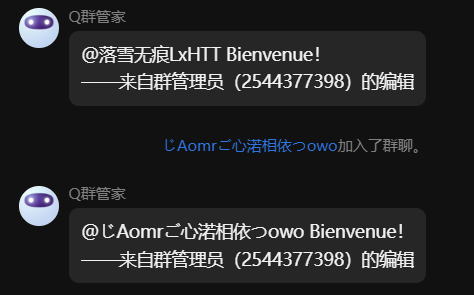 Q群管家
@落雪无痕LxHTT Bienvenue!
——来自群管理员（2544377398）的编辑
じAomrご心渃相依つowo加入了群聊。
Q群管家
@じAomrご心渃相依つowo Bienvenue!
——来自群管理员（2544377398）的编辑